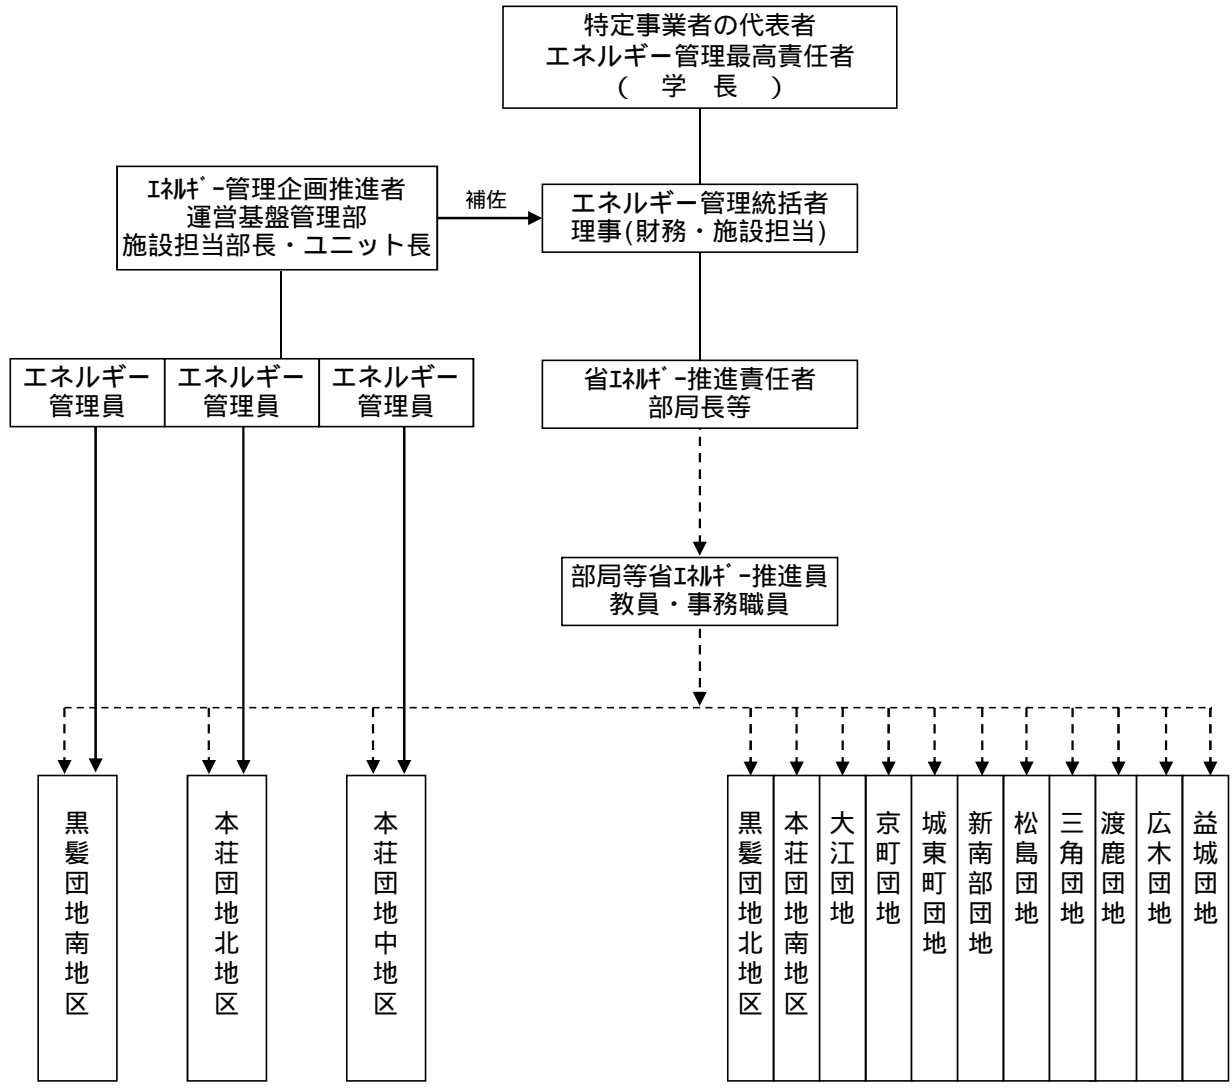 特定事業者の代表者
エネルギー管理最高責任者
(　学　長　)
ｴﾈﾙｷﾞｰ管理企画推進者
運営基盤管理部
施設担当部長・ユニット長
補佐
エネルギー管理統括者
理事(財務・施設担当)
エネルギー
管理員
エネルギー
管理員
エネルギー
管理員
省ｴﾈﾙｷﾞｰ推進責任者
部局長等
部局等省ｴﾈﾙｷﾞｰ推進員
教員・事務職員
黒髪団地南地区
本荘団地北地区
本荘団地中地区
黒髪団地北地区
本荘団地南地区
大江団地
京町団地
城東町団地
新南部団地
松島団地
三角団地
渡鹿団地
広木団地
益城団地